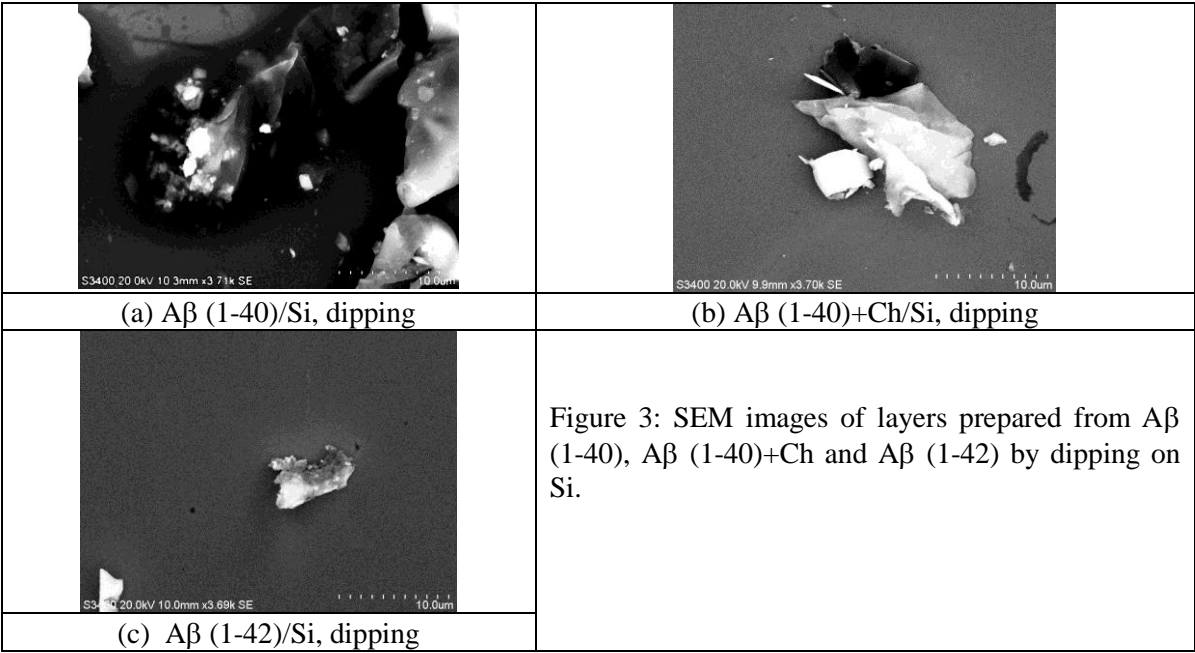 S3400 20.0kV 10.3mm x3.71k SE 10.0um
S3400 20.0kV 9.9mm x3.70k SE 10.0um
(a) Aβ (1-40)/Si, dipping
(b) Aβ (1-40)+Ch/Si, dipping
S3400 20.0kV 10.0mm x3.69k SE 10.0um
Figure 3: SEM images of layers prepared from Aβ
(1-40), Aβ (1-40)+Ch and Aβ (1-42) by dipping on
Si.
(c) Aβ (1-42)/Si, dipping